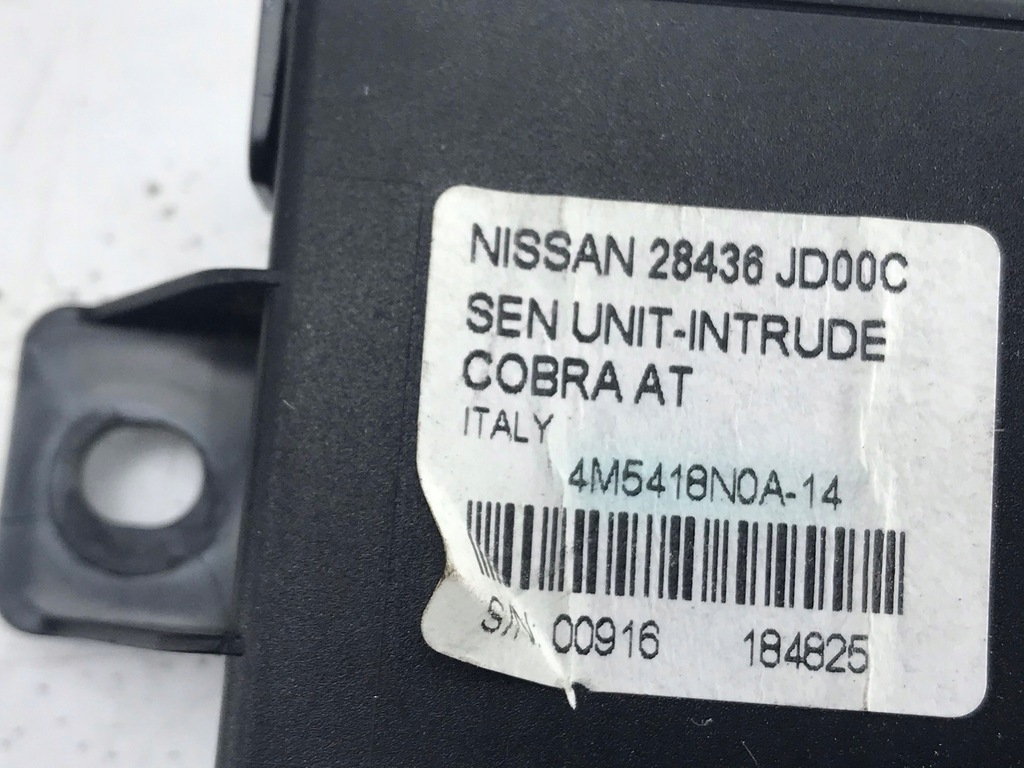 NISSAN 28436 JD00C
SEN UNIT-INTRUDE
COBRA AT
ITALY
4M5418N0A-14
S/N: 00916 184825